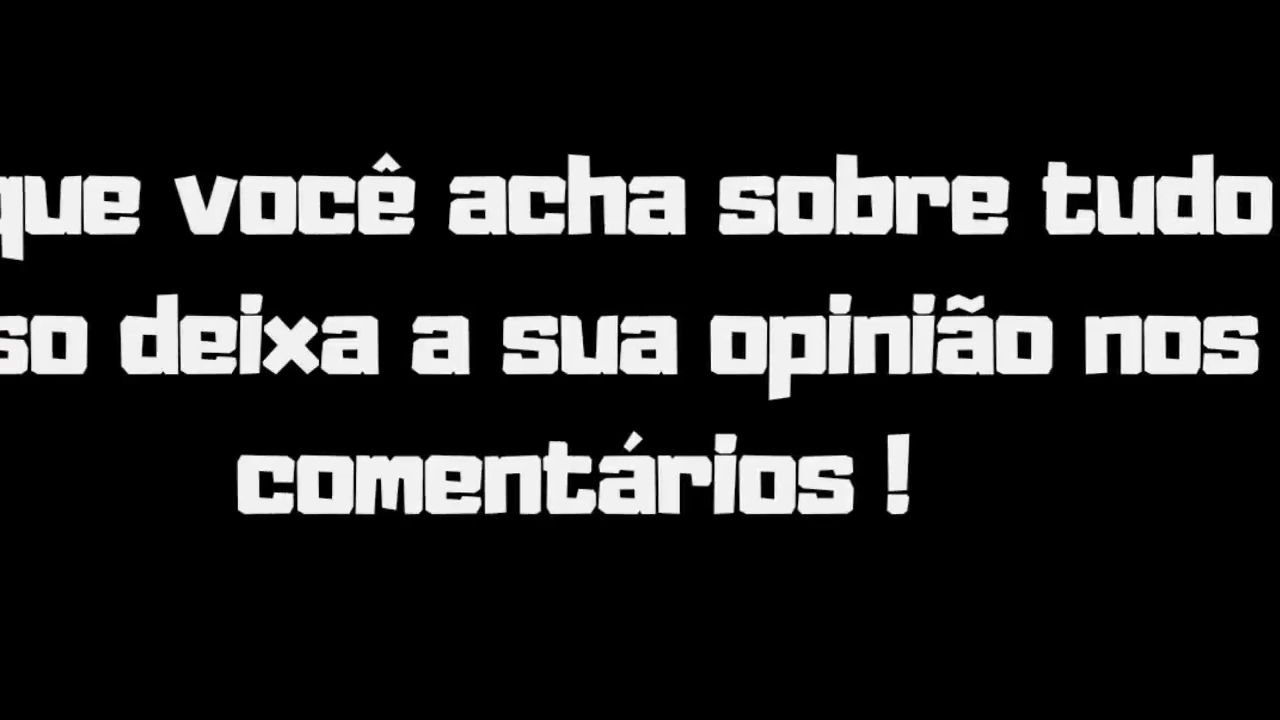 que você acha sobre tudo
so deixa a sua opinião nos
comentários !